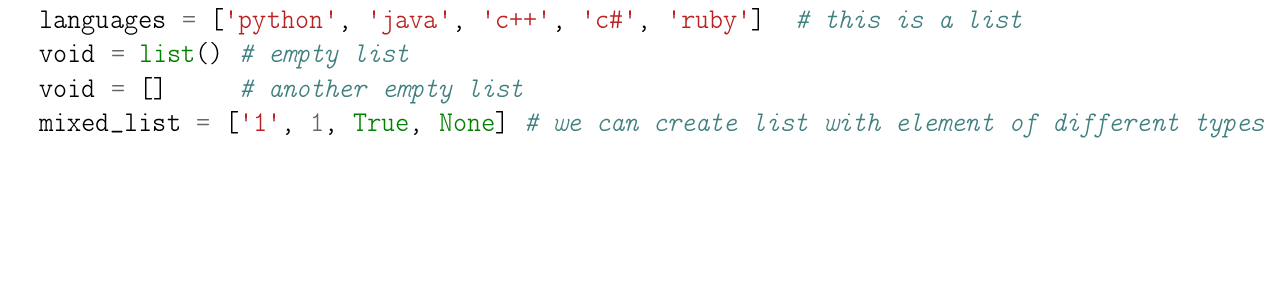 languages = ['python', 'java', 'c++', 'c#', 'ruby']  # this is a list
void = list() # empty list
void = []     # another empty list
mixed_list = ['1', 1, True, None] # we can create list with element of different types